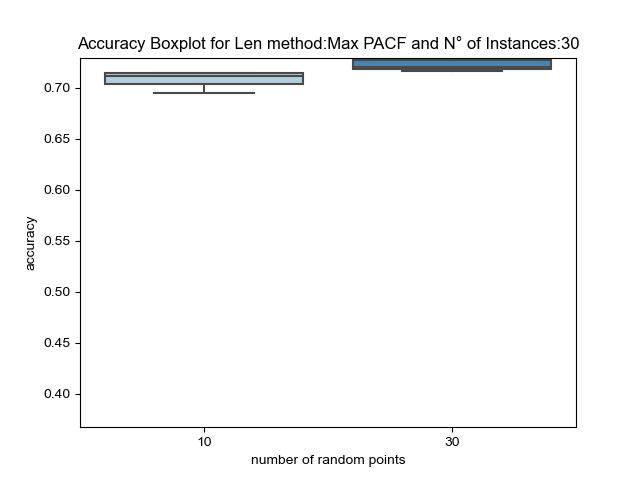 Accuracy Boxplot for Len method:Max PACF and N° of Instances:30
0.70
0.65
0.60
0.55
0.50
0.45
0.40
accuracy
10 30
number of random points